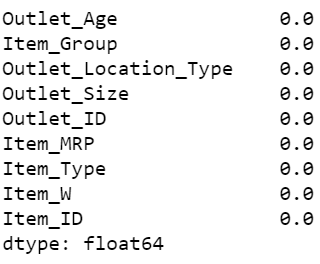 Outlet_Age 0.0
Item_Group 0.0
Outlet_Location_Type 0.0
Outlet_Size 0.0
Outlet_ID 0.0
Item_MRP 0.0
Item_Type 0.0
Item_W 0.0
Item_ID 0.0
dtype: float64